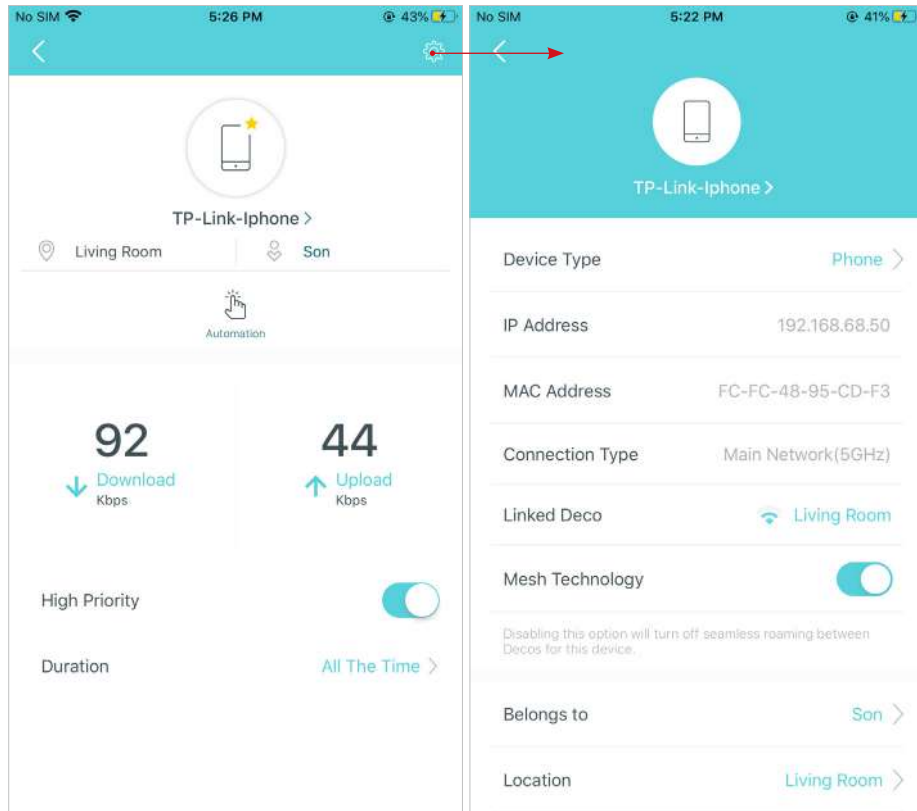 No SIM 5:26 PM 43%
TP-Link-Iphone >
Living Room Son
Automation
92 44
Download Upload
Kbps Kbps
High Priority
Duration All The Time >
No SIM 5:22 PM 41%
TP-Link-Iphone >
Device Type Phone >
IP Address 192.168.68.50
MAC Address FC-FC-48-95-CD-F3
Connection Type Main Network(5GHz)
Linked Deco Living Room
Mesh Technology
Disabling this option will turn off seamless roaming between
Decos for this device.
Belongs to Son >
Location Living Room >